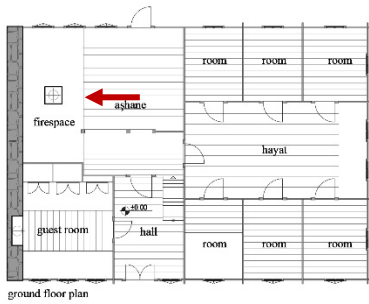 room room room
aşhane
firespace
hayat
±0.00
guest room hall
room room room
ground floor plan